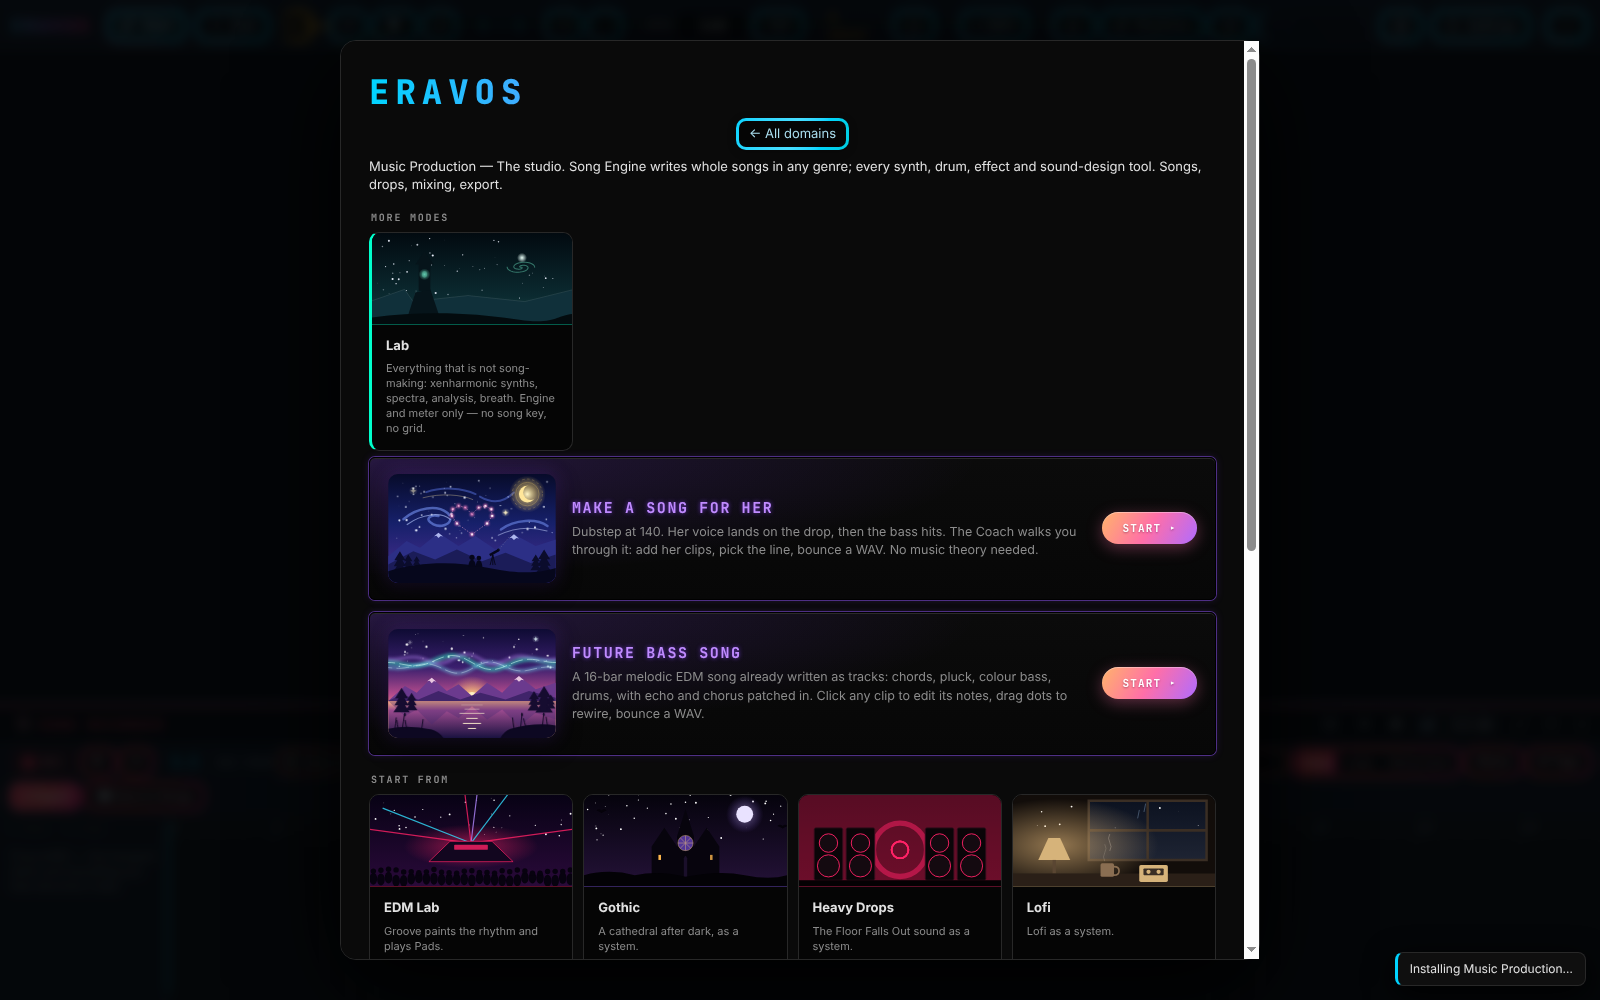 ERAVOS
← All domains
Music Production — The studio. Song Engine writes whole songs in any genre; every synth, drum, effect and sound-design tool. Songs,
drops, mixing, export.
MORE MODES
Lab
Everything that is not song-
making: xenharmonic synths,
spectra, analysis, breath. Engine
and meter only — no song key,
no grid.
MAKE A SONG FOR HER
Dubstep at 140. Her voice lands on the drop, then the bass hits. The Coach walks you
through it: add her clips, pick the line, bounce a WAV. No music theory needed.
START
FUTURE BASS SONG
A 16-bar melodic EDM song already written as tracks: chords, pluck, colour bass,
drums, with echo and chorus patched in. Click any clip to edit its notes, drag dots to
rewire, bounce a WAV.
START
START FROM
EDM Lab
Groove paints the rhythm and
plays Pads.
Gothic
A cathedral after dark, as a
system.
Heavy Drops
The Floor Falls Out sound as a
system.
Lofi
Lofi as a system.
Installing Music Production...